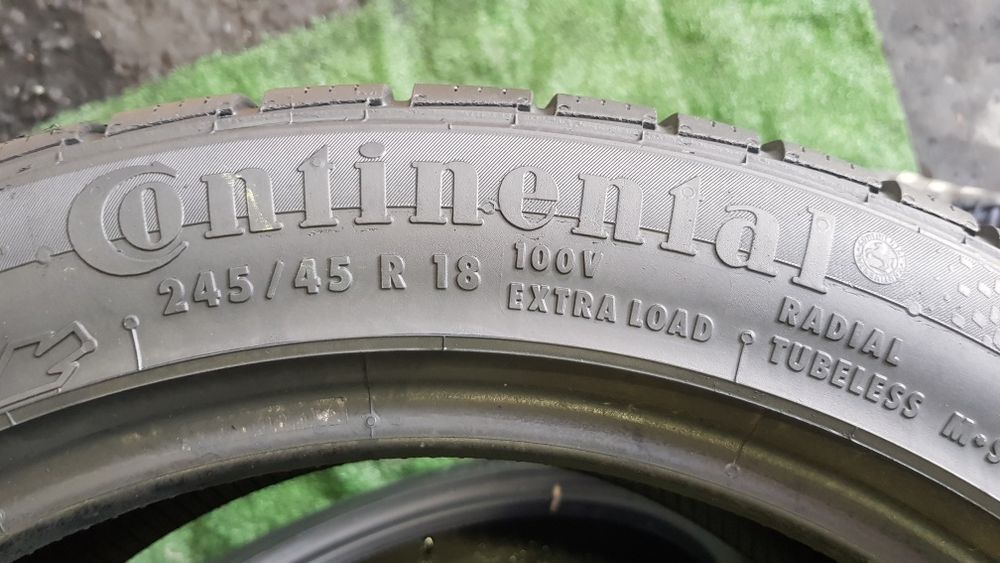 Continental
245/45 R 18
100V
EXTRA LOAD
RADIAL
TUBELESS M+S